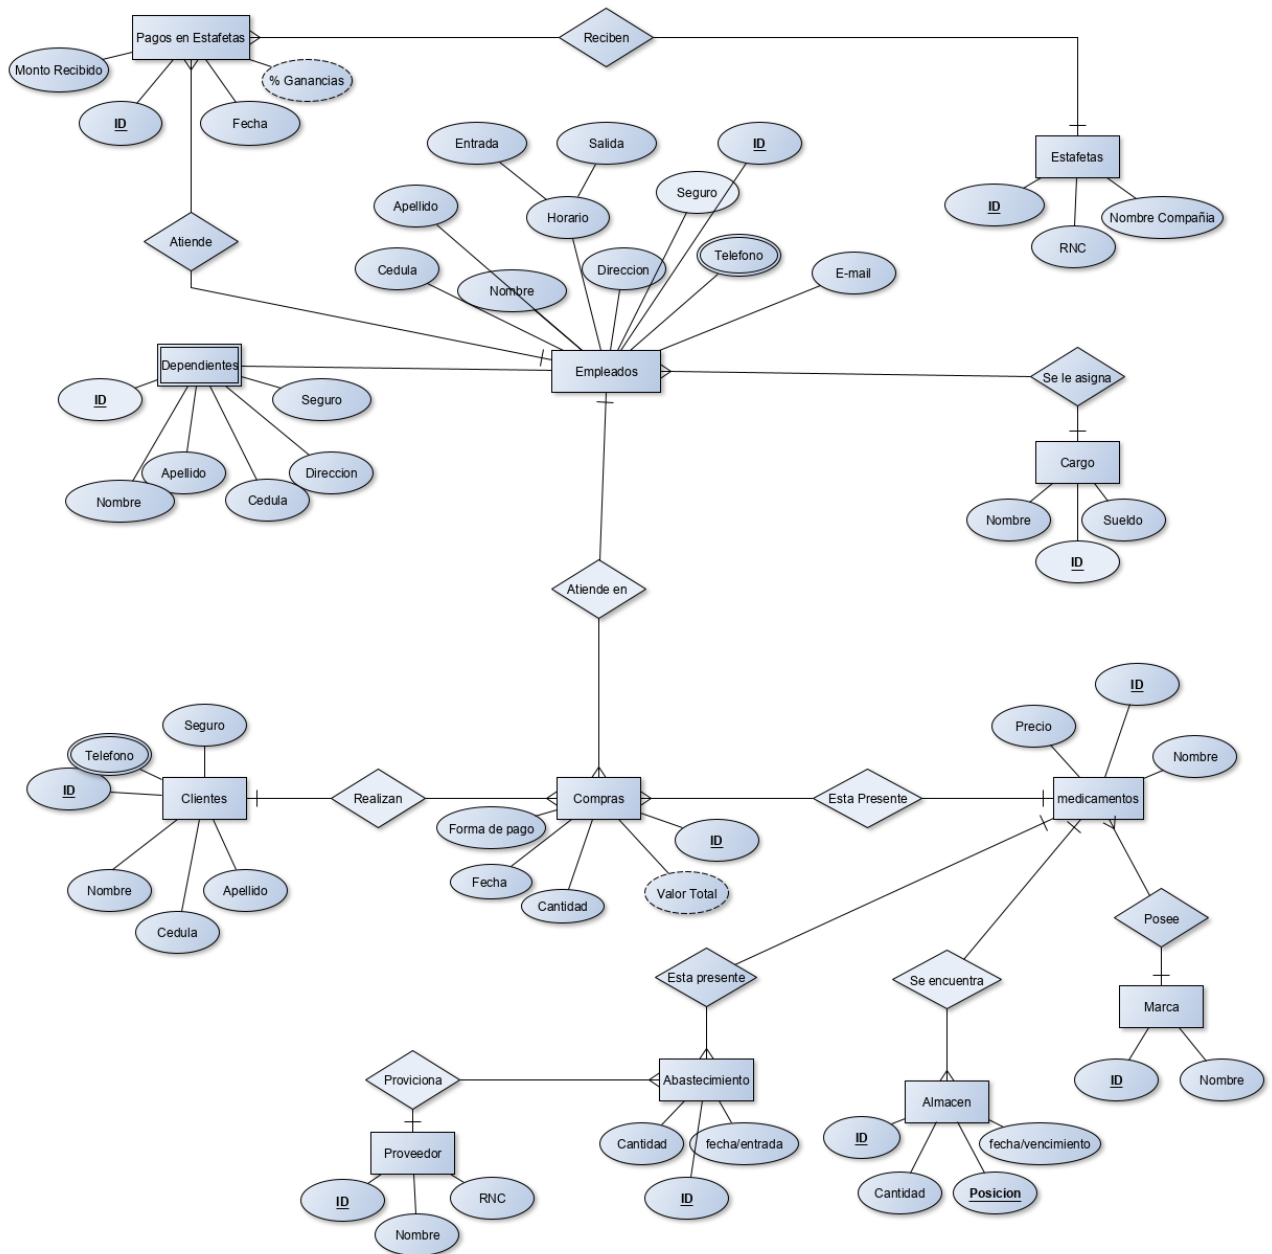 Pagos en Estafetas
Reciben
Monto Recibido
% Ganancias
ID
Fecha
Entrada
Salida
ID
Estafetas
Seguro
Apellido
Horario
ID
Nombre Compañia
RNC
Atiende
Cedula
Nombre
Direccion
Telefono
E-mail
Dependientes
Empleados
Se le asigna
ID
Seguro
Cargo
Apellido
Direccion
Nombre
Cedula
Nombre
Sueldo
ID
Atiende en
ID
Seguro
Precio
Telefono
Nombre
ID
Clientes
Realizan
Compras
Esta Presente
medicamentos
Forma de pago
ID
Nombre
Apellido
Fecha
Valor Total
Cantidad
Cedula
Posee
Esta presente
Se encuentra
Marca
Proviciona
Abastecimiento
ID
Nombre
Almacen
Proveedor
Cantidad
fecha/entrada
ID
fecha/vencimiento
ID
RNC
ID
Cantidad
Posicion
Nombre